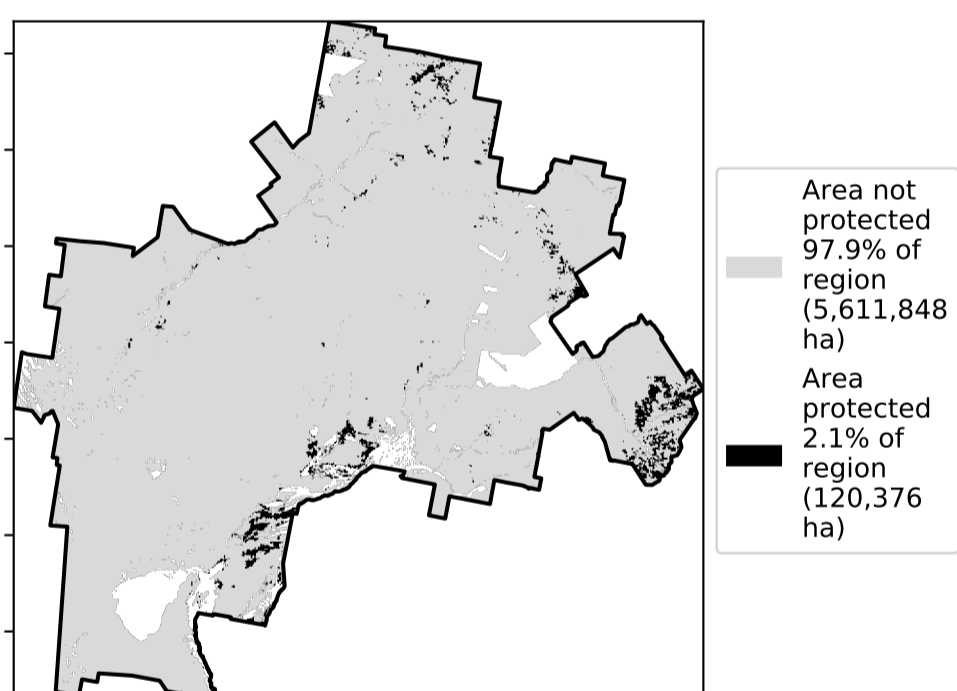 Area not
protected
97.9% of
region
(5,611,848
ha)
Area
protected
2.1% of
region
(120,376
ha)